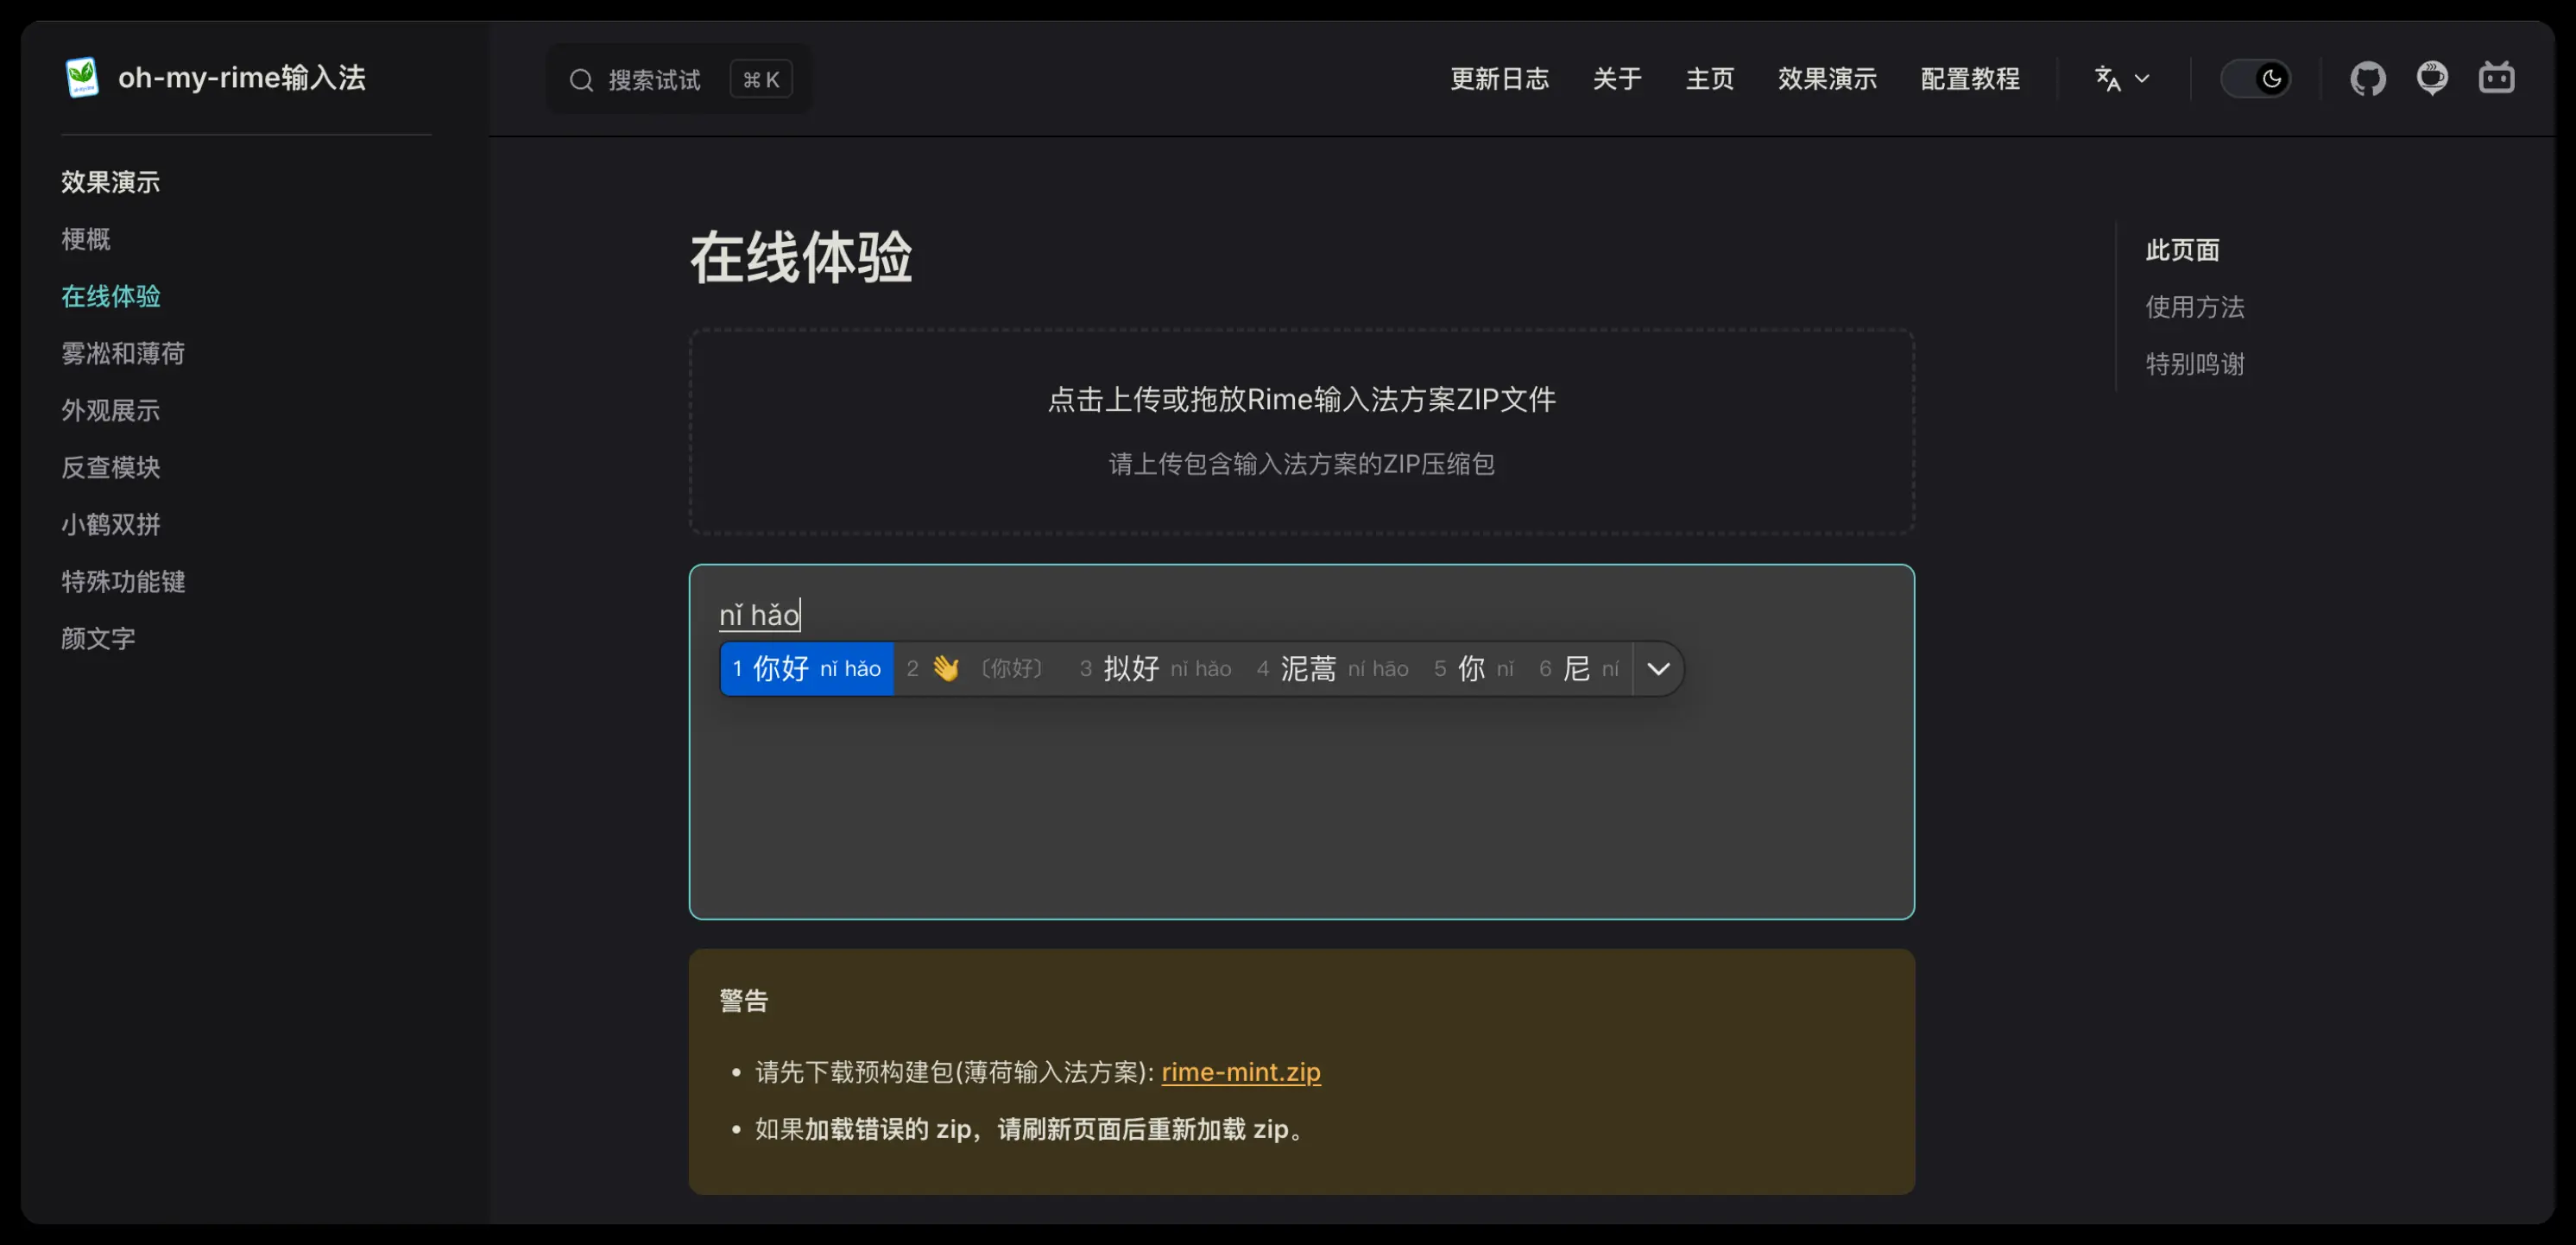 oh-my-rime输入法
搜索试试 ⌘ K
更新日志 关于 主页 效果演示 配置教程
效果演示
梗概
在线体验
雾凇和薄荷
外观展示
反查模块
小鹤双拼
特殊功能键
颜文字
在线体验
点击上传或拖放Rime输入法方案ZIP文件
请上传包含输入法方案的ZIP压缩包
nǐ hǎo
1 你好 nǐ hǎo 2 👋 〔你好〕 3 拟好 nǐ hǎo 4 泥蒿 ní hāo 5 你 nǐ 6 尼 ní
警告
• 请先下载预构建包(薄荷输入法方案): rime-mint.zip
• 如果加载错误的 zip，请刷新页面后重新加载 zip。
此页面
使用方法
特别鸣谢